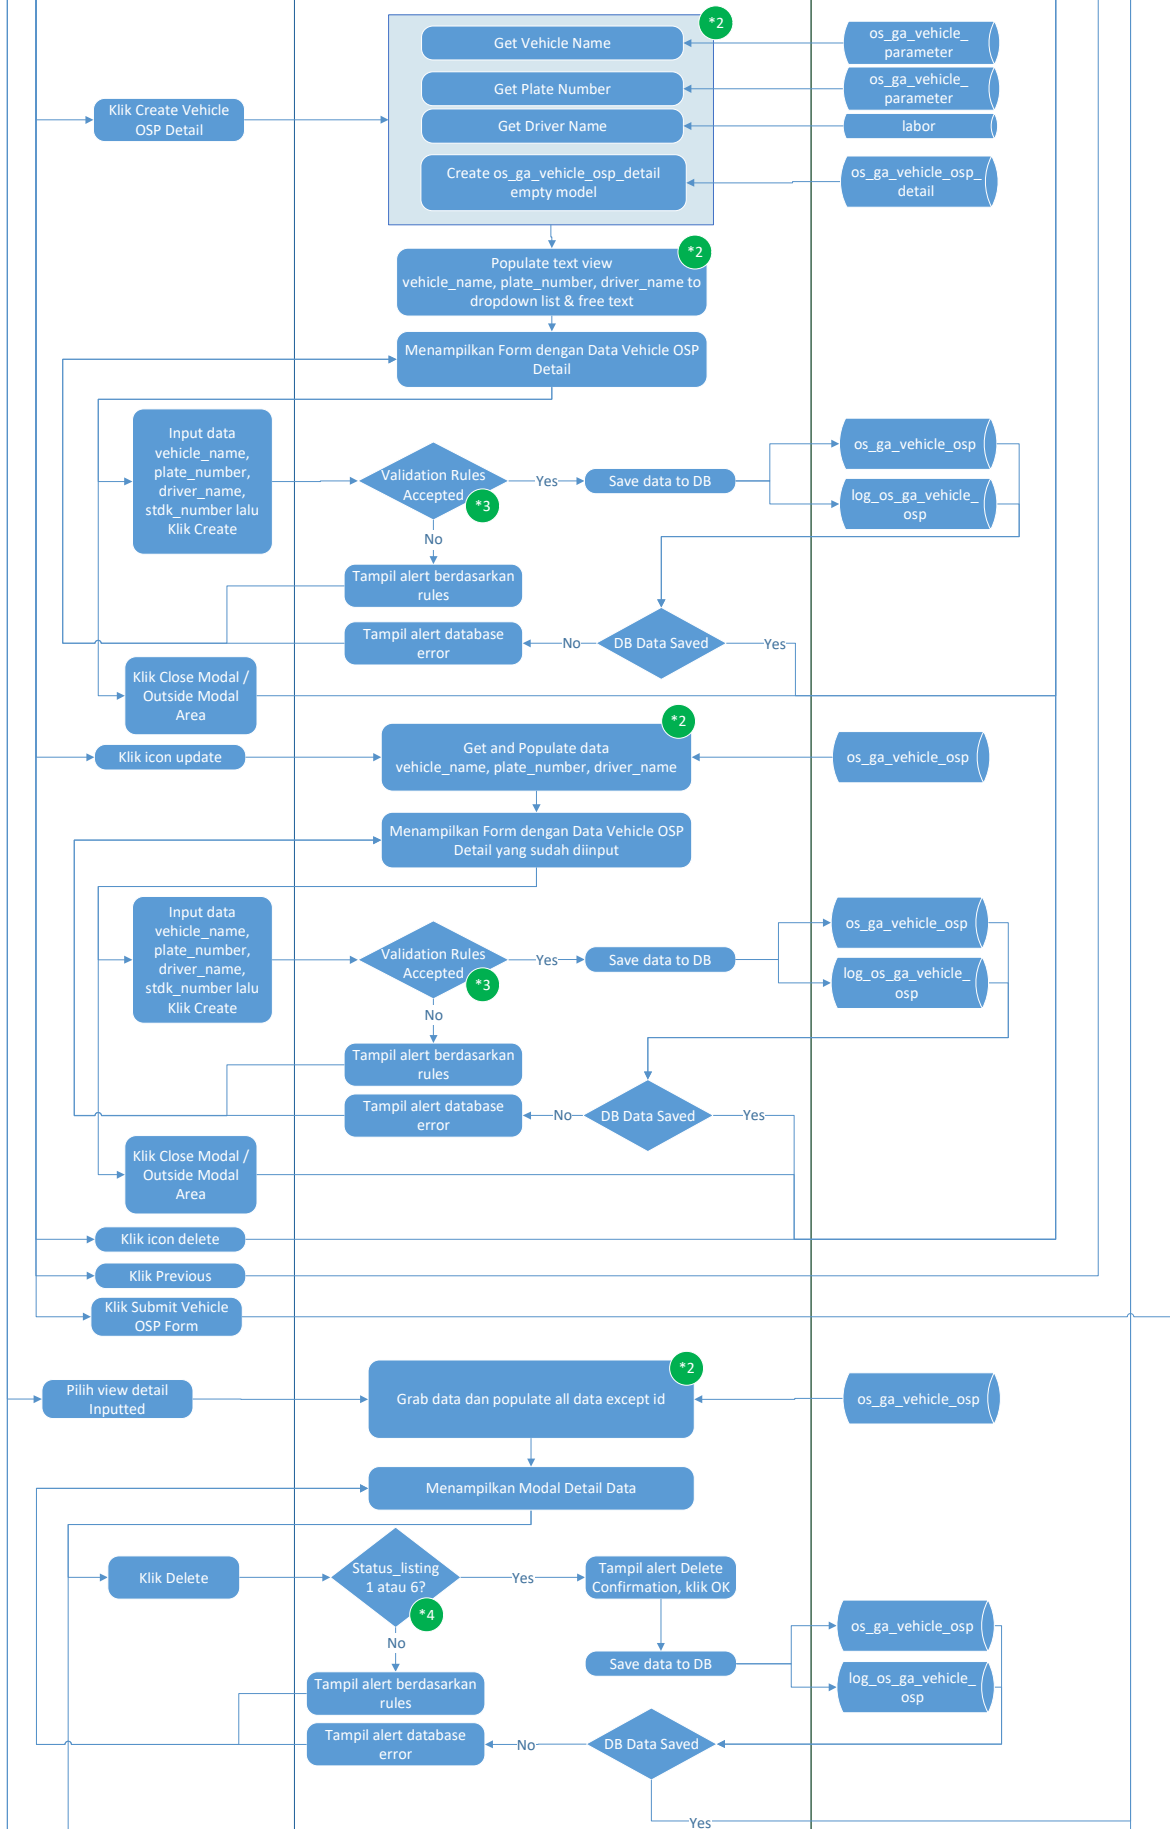 *2
Get Vehicle Name
os_ga_vehicle_
parameter
Get Plate Number
os_ga_vehicle_
parameter
Klik Create Vehicle
OSP Detail
Get Driver Name
labor
Create os_ga_vehicle_osp_detail
empty model
os_ga_vehicle_osp_
detail
*2
Populate text view
vehicle_name, plate_number, driver_name to
dropdown list & free text
Menampilkan Form dengan Data Vehicle OSP
Detail
Input data
vehicle_name,
plate_number,
driver_name,
stdk_number lalu
Klik Create
Validation Rules
Accepted
*3
Yes
Save data to DB
os_ga_vehicle_osp
log_os_ga_vehicle_
osp
No
Tampil alert berdasarkan
rules
Tampil alert database
error
No
DB Data Saved
Yes
Klik Close Modal /
Outside Modal
Area
*2
Klik icon update
Get and Populate data
vehicle_name, plate_number, driver_name
os_ga_vehicle_osp
Menampilkan Form dengan Data Vehicle OSP
Detail yang sudah diinput
Input data
vehicle_name,
plate_number,
driver_name,
stdk_number lalu
Klik Create
Validation Rules
Accepted
*3
Yes
Save data to DB
os_ga_vehicle_osp
log_os_ga_vehicle_
osp
No
Tampil alert berdasarkan
rules
Tampil alert database
error
No
DB Data Saved
Yes
Klik Close Modal /
Outside Modal
Area
Klik icon delete
Klik Previous
Klik Submit Vehicle
OSP Form
*2
Pilih view detail
Inputted
Grab data dan populate all data except id
os_ga_vehicle_osp
Menampilkan Modal Detail Data
Klik Delete
Status_listing
1 atau 6?
*4
Yes
Tampil alert Delete
Confirmation, klik OK
No
Save data to DB
os_ga_vehicle_osp
log_os_ga_vehicle_
osp
Tampil alert berdasarkan
rules
Tampil alert database
error
No
DB Data Saved
Yes